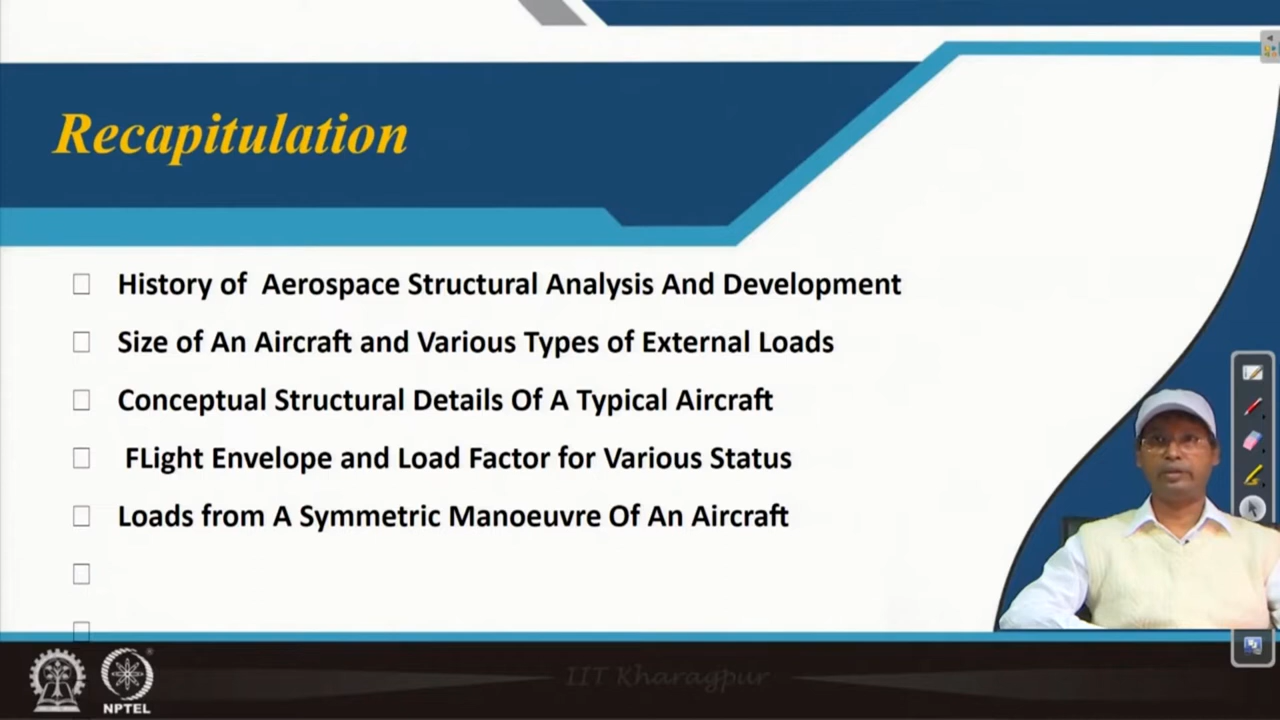 Recapitulation
History of Aerospace Structural Analysis And Development
Size of An Aircraft and Various Types of External Loads
Conceptual Structural Details Of A Typical Aircraft
FLight Envelope and Load Factor for Various Status
Loads from A Symmetric Manoeuvre Of An Aircraft
IIT Kharagpur
NPTEL